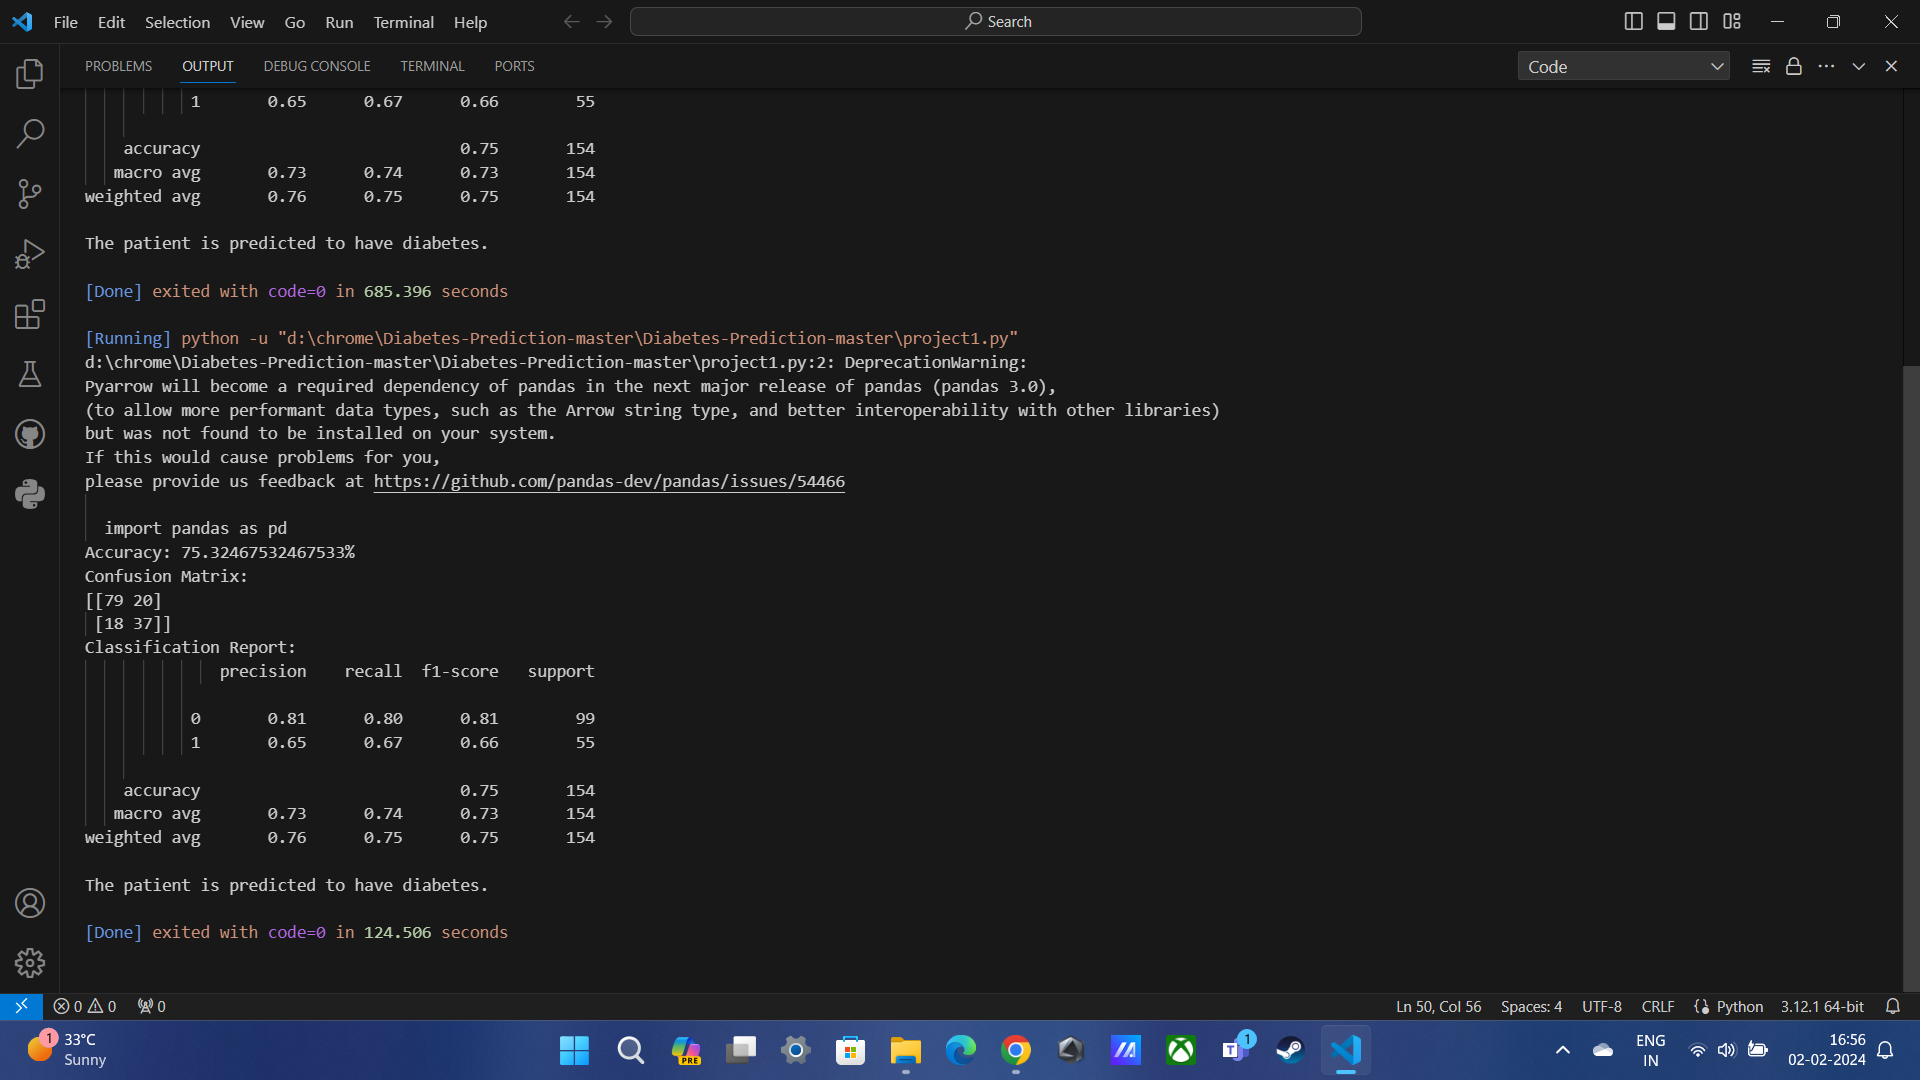 File Edit Selection View Go Run Terminal Help Search
PROBLEMS OUTPUT DEBUG CONSOLE TERMINAL PORTS Code
1 0.65 0.67 0.66 55
accuracy 0.75 154
macro avg 0.73 0.74 0.73 154
weighted avg 0.76 0.75 0.75 154
The patient is predicted to have diabetes.
[Done] exited with code=0 in 685.396 seconds
[Running] python -u "d:\chrome\Diabetes-Prediction-master\Diabetes-Prediction-master\project1.py"
d:\chrome\Diabetes-Prediction-master\Diabetes-Prediction-master\project1.py:2: DeprecationWarning:
Pyarrow will become a required dependency of pandas in the next major release of pandas (pandas 3.0),
(to allow more performant data types, such as the Arrow string type, and better interoperability with other libraries)
but was not found to be installed on your system.
If this would cause problems for you,
please provide us feedback at https://github.com/pandas-dev/pandas/issues/54466
import pandas as pd
Accuracy: 75.32467532467533%
Confusion Matrix:
[[79 20]
[18 37]]
Classification Report:
precision recall f1-score support
0 0.81 0.80 0.81 99
1 0.65 0.67 0.66 55
accuracy 0.75 154
macro avg 0.73 0.74 0.73 154
weighted avg 0.76 0.75 0.75 154
The patient is predicted to have diabetes.
[Done] exited with code=0 in 124.506 seconds
0 0 0 Ln 50, Col 56 Spaces: 4 UTF-8 CRLF Python 3.12.1 64-bit
1 33°C
Sunny
PRE
T 1
ENG
IN
16:56
02-02-2024